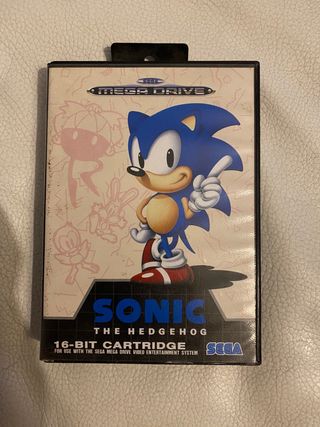 SEGA
MEGA DRIVE
SONIC
THE HEDGEHOG
16-BIT CARTRIDGE
FOR USE WITH THE SEGA MEGA DRIVE VIDEO ENTERTAINMENT SYSTEM
SEGA